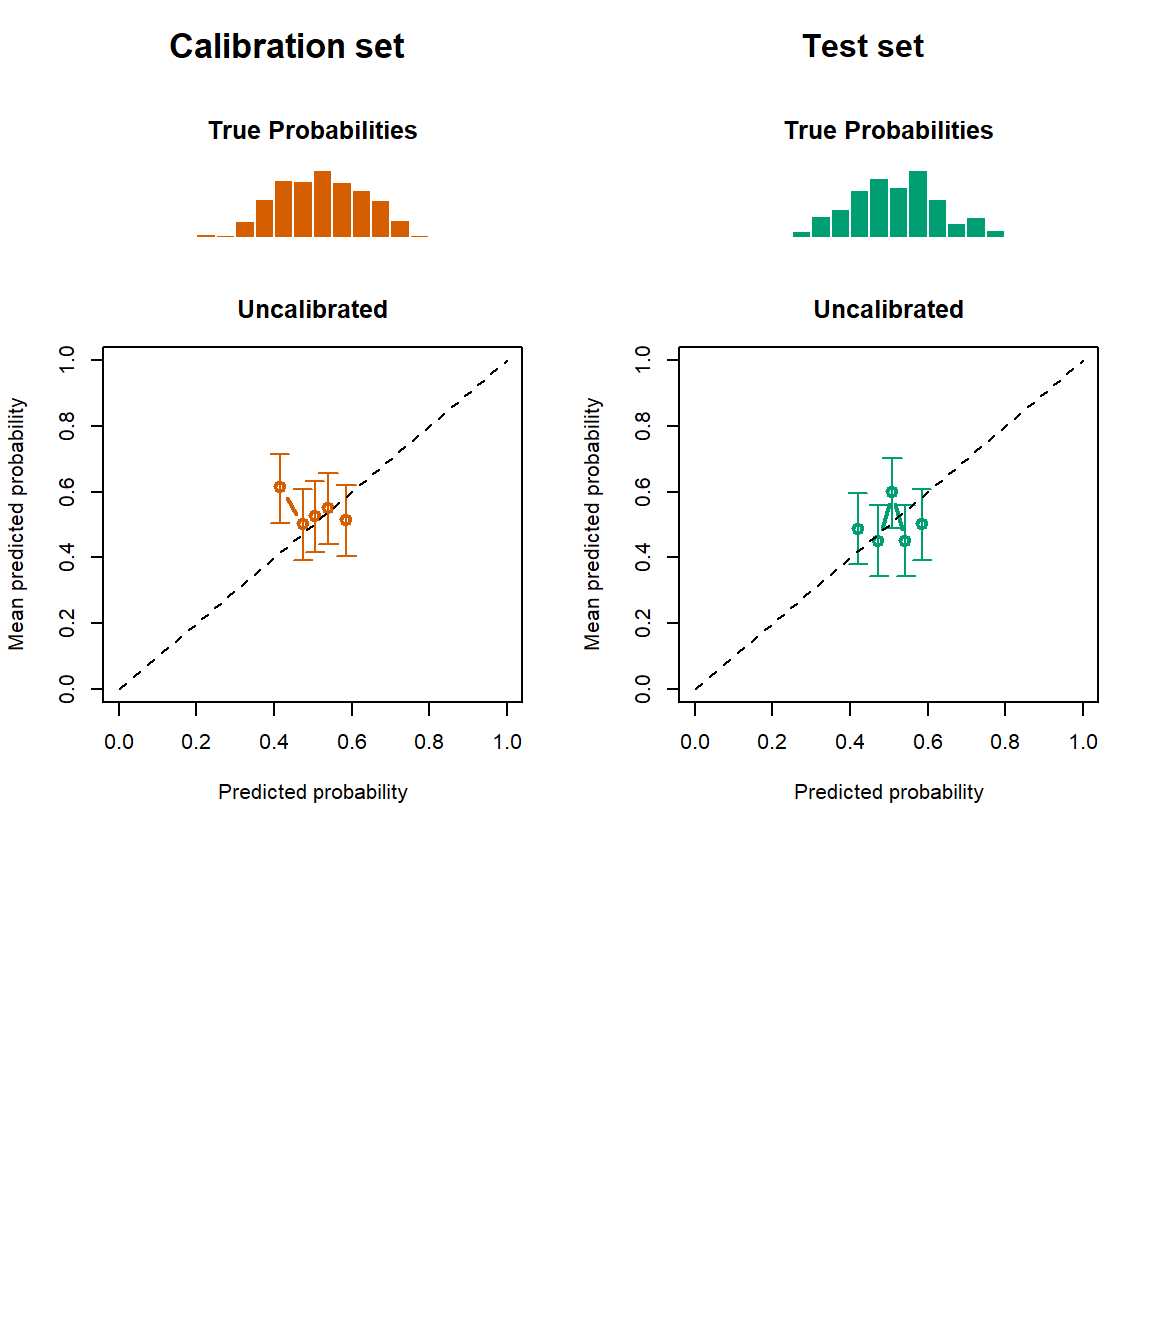 Calibration set
Test set
True Probabilities
True Probabilities
Uncalibrated
Uncalibrated
Mean predicted probability
1.0
0.8
0.6
0.4
0.2
0.0
0.0 0.2 0.4 0.6 0.8 1.0
Predicted probability
Mean predicted probability
1.0
0.8
0.6
0.4
0.2
0.0
0.0 0.2 0.4 0.6 0.8 1.0
Predicted probability